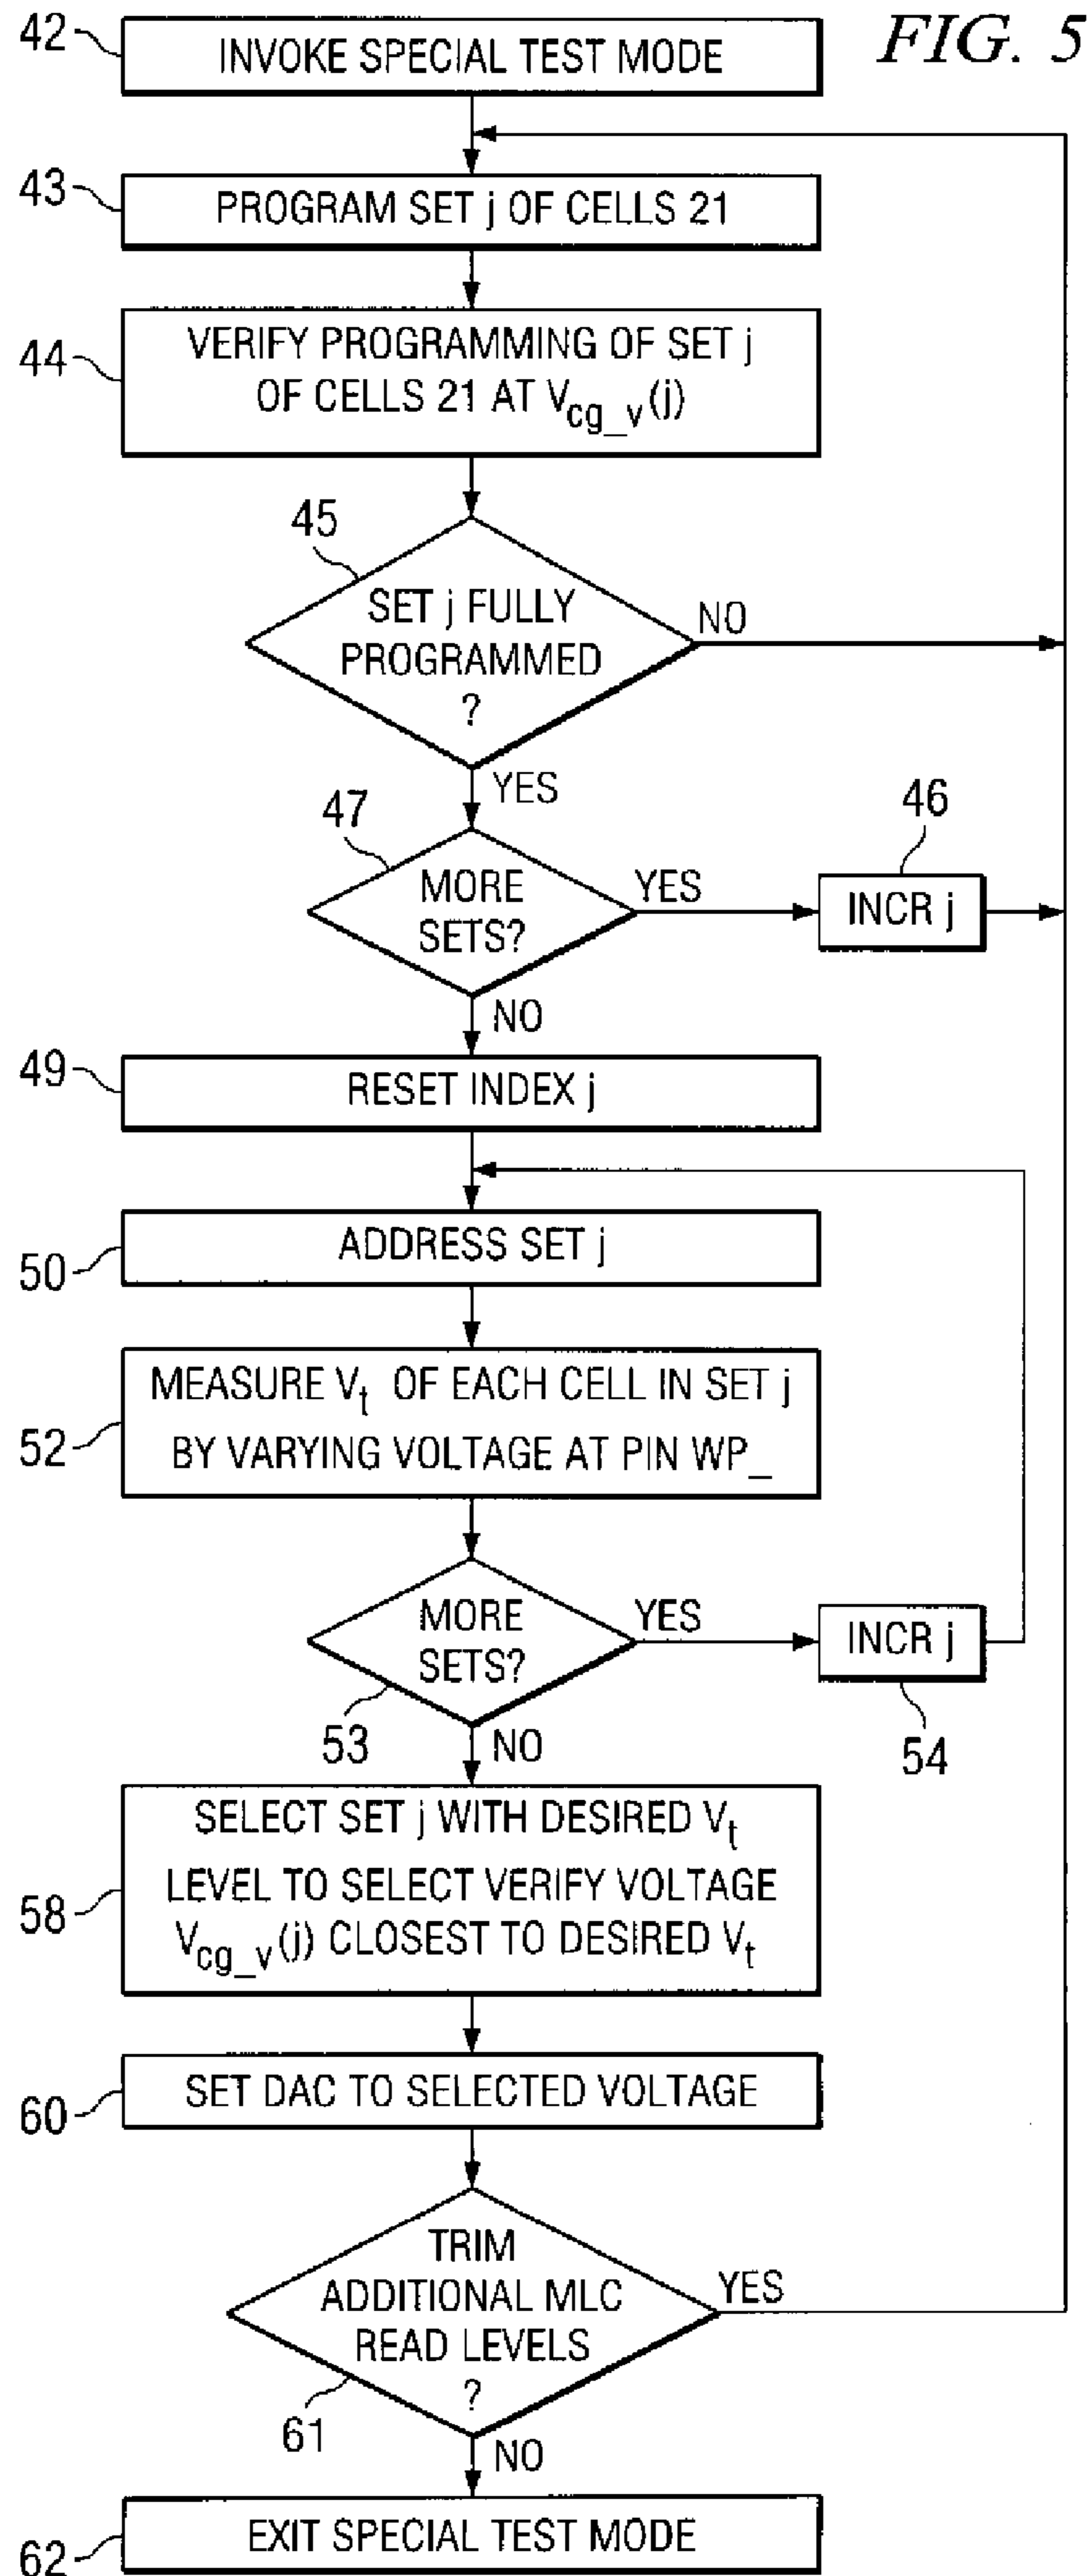 FIG. 5
42
INVOKE SPECIAL TEST MODE
43
PROGRAM SET j OF CELLS 21
44
VERIFY PROGRAMMING OF SET j
OF CELLS 21 AT Vcg_v(j)
45
SET j FULLY
PROGRAMMED
?
NO
YES
47
MORE
SETS?
YES
46
INCR j
NO
49
RESET INDEX j
50
ADDRESS SET j
52
MEASURE Vt OF EACH CELL IN SET j
BY VARYING VOLTAGE AT PIN WP_
MORE
SETS?
YES
INCR j
53
NO
54
58
SELECT SET j WITH DESIRED Vt
LEVEL TO SELECT VERIFY VOLTAGE
Vcg_v(j) CLOSEST TO DESIRED Vt
60
SET DAC TO SELECTED VOLTAGE
TRIM
ADDITIONAL MLC
READ LEVELS
?
YES
61
NO
62
EXIT SPECIAL TEST MODE